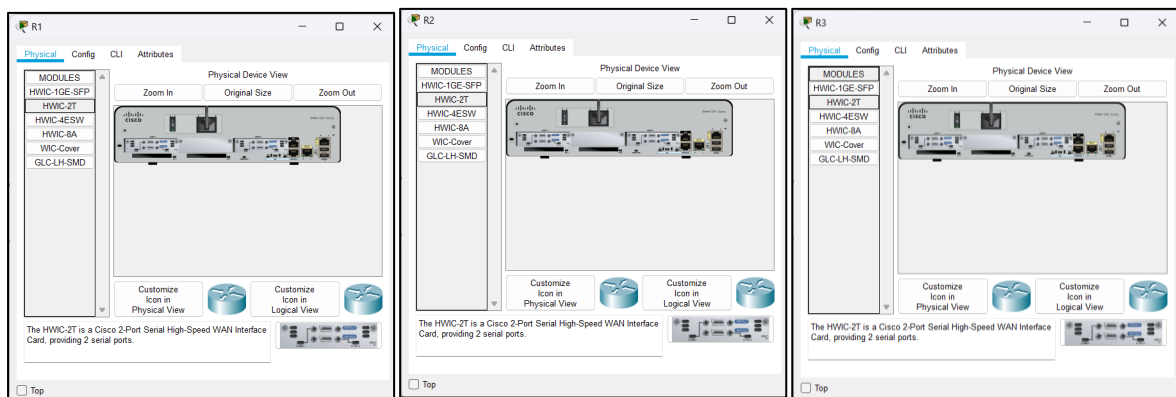 R1
Physical Config CLI Attributes
MODULES
HWIC-1GE-SFP
HWIC-2T
HWIC-4ESW
HWIC-8A
WIC-Cover
GLC-LH-SMD
Physical Device View
Zoom In Original Size Zoom Out
CISCO
Customize
Icon in
Physical View
Customize
Icon in
Logical View
The HWIC-2T is a Cisco 2-Port Serial High-Speed WAN Interface
Card, providing 2 serial ports.
Top
R2
Physical Config CLI Attributes
MODULES
HWIC-1GE-SFP
HWIC-2T
HWIC-4ESW
HWIC-8A
WIC-Cover
GLC-LH-SMD
Physical Device View
Zoom In Original Size Zoom Out
CISCO
Customize
Icon in
Physical View
Customize
Icon in
Logical View
The HWIC-2T is a Cisco 2-Port Serial High-Speed WAN Interface
Card, providing 2 serial ports.
Top
R3
Physical Config CLI Attributes
MODULES
HWIC-1GE-SFP
HWIC-2T
HWIC-4ESW
HWIC-8A
WIC-Cover
GLC-LH-SMD
Physical Device View
Zoom In Original Size Zoom Out
CISCO
Customize
Icon in
Physical View
Customize
Icon in
Logical View
The HWIC-2T is a Cisco 2-Port Serial High-Speed WAN Interface
Card, providing 2 serial ports.
Top